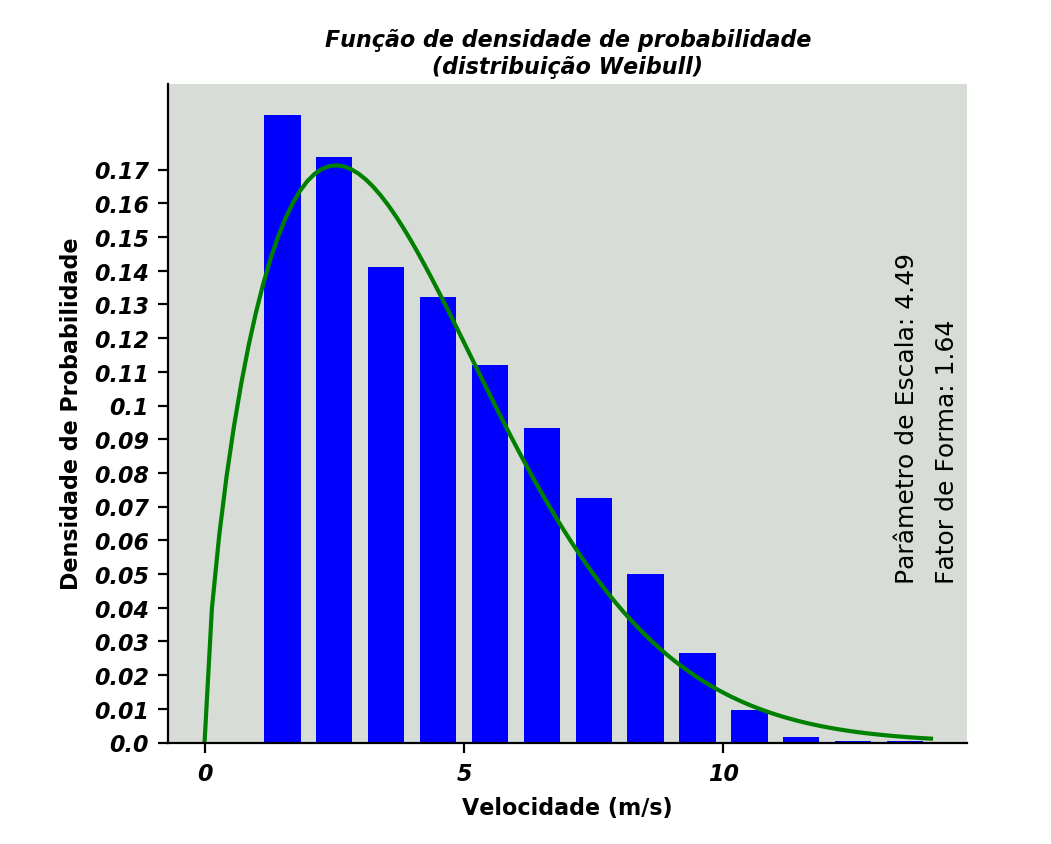 Função de densidade de probabilidade
(distribuição Weibull)
Densidade de Probabilidade
0.17
0.16
0.15
0.14
0.13
0.12
0.11
0.1
0.09
0.08
0.07
0.06
0.05
0.04
0.03
0.02
0.01
0.0
0 5 10
Velocidade (m/s)
Parâmetro de Escala: 4.49
Fator de Forma: 1.64